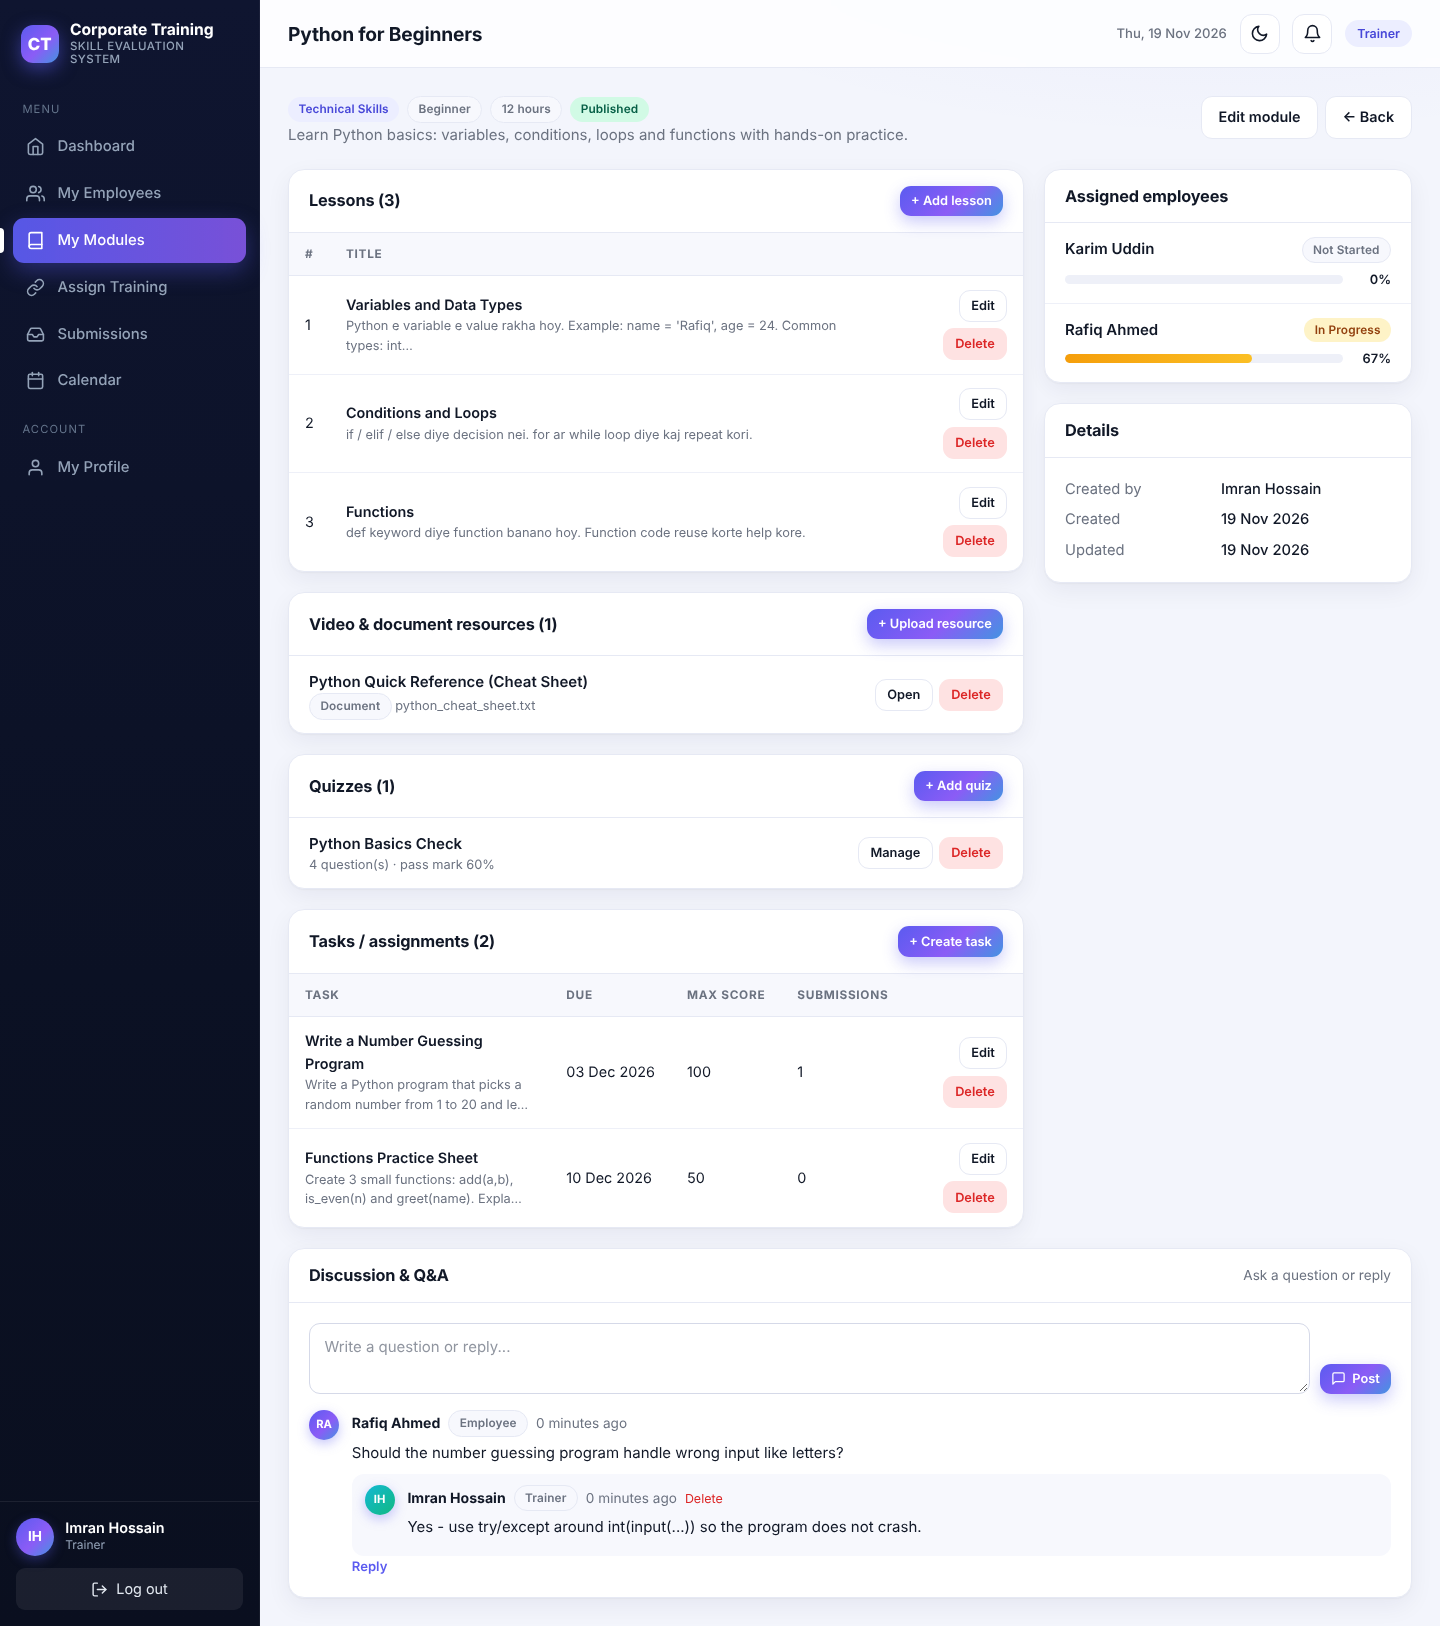 CT
Corporate Training
SKILL EVALUATION
SYSTEM
MENU
Dashboard
My Employees
My Modules
Assign Training
Submissions
Calendar
ACCOUNT
My Profile
IH
Imran Hossain
Trainer
Log out
Python for Beginners
Thu, 19 Nov 2026
Trainer
Technical Skills Beginner 12 hours Published
Learn Python basics: variables, conditions, loops and functions with hands-on practice.
Edit module
← Back
Lessons (3)
+ Add lesson
# TITLE
1
Variables and Data Types
Python e variable e value rakha hoy. Example: name = 'Rafiq', age = 24. Common
types: int...
Edit
Delete
2
Conditions and Loops
if / elif / else diye decision nei. for ar while loop diye kaj repeat kori.
Edit
Delete
3
Functions
def keyword diye function banano hoy. Function code reuse korte help kore.
Edit
Delete
Video & document resources (1)
+ Upload resource
Python Quick Reference (Cheat Sheet)
Document python_cheat_sheet.txt
Open
Delete
Quizzes (1)
+ Add quiz
Python Basics Check
4 question(s) · pass mark 60%
Manage
Delete
Tasks / assignments (2)
+ Create task
TASK DUE MAX SCORE SUBMISSIONS
Write a Number Guessing
Program
Write a Python program that picks a
random number from 1 to 20 and le...
03 Dec 2026
100
1
Edit
Delete
Functions Practice Sheet
Create 3 small functions: add(a,b),
is_even(n) and greet(name). Expla...
10 Dec 2026
50
0
Edit
Delete
Assigned employees
Karim Uddin
Not Started
0%
Rafiq Ahmed
In Progress
67%
Details
Created by Imran Hossain
Created 19 Nov 2026
Updated 19 Nov 2026
Discussion & Q&A
Ask a question or reply
Write a question or reply...
Post
RA
Rafiq Ahmed Employee 0 minutes ago
Should the number guessing program handle wrong input like letters?
IH
Imran Hossain Trainer 0 minutes ago Delete
Yes - use try/except around int(input(...)) so the program does not crash.
Reply